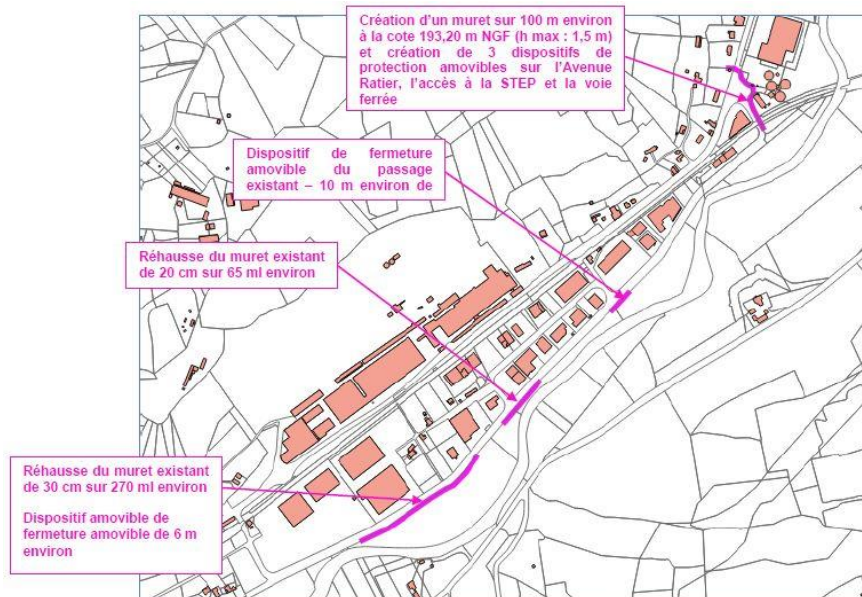 Création d'un muret sur 100 m environ
à la cote 193,20 m NGF (h max : 1,5 m)
et création de 3 dispositifs de
protection amovibles sur l'Avenue
Ratier, l'accès à la STEP et la voie
ferrée
Dispositif de fermeture
amovible du passage
existant – 10 m environ de
Réhausse du muret existant
de 20 cm sur 65 ml environ
Réhausse du muret existant
de 30 cm sur 270 ml environ
Dispositif amovible de
fermeture amovible de 6 m
environ